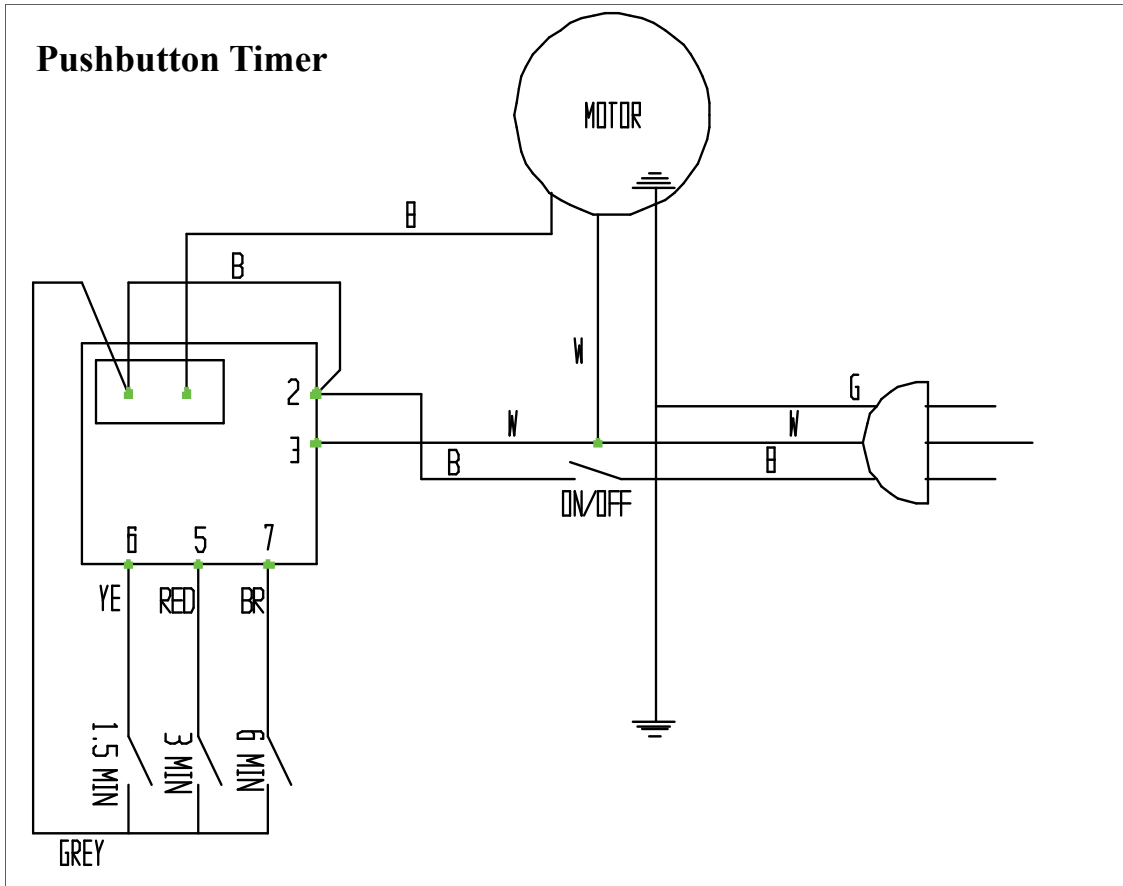 Pushbutton Timer
MOTOR
B
B
W
G
2
W
W
3
B
B
ON/OFF
6 5 7
YE RED BR
1.5 MIN
3 MIN
6 MIN
GREY